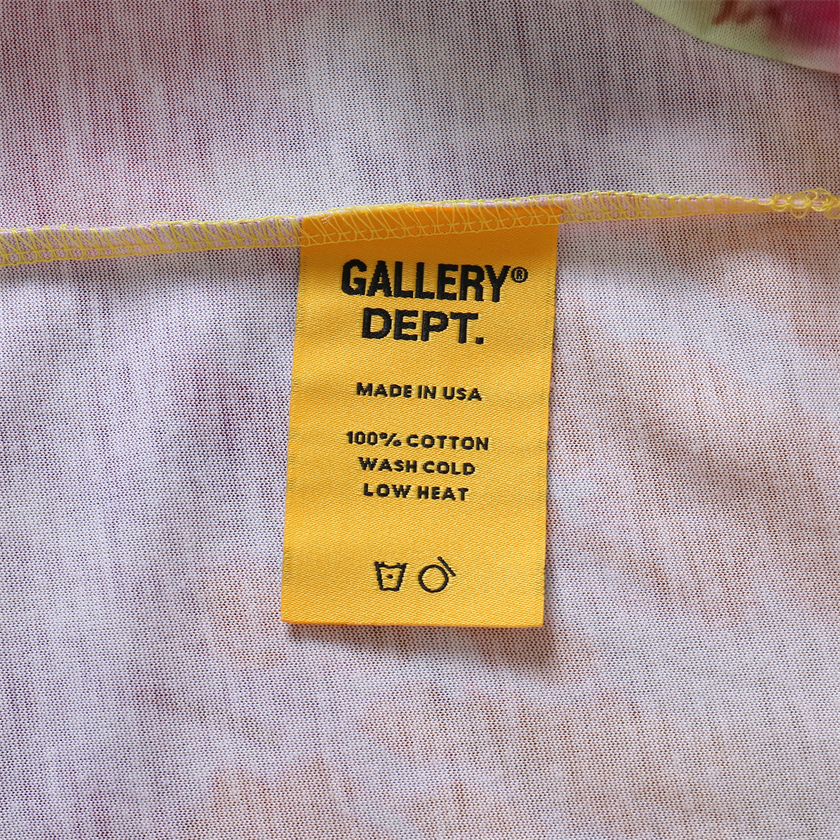 GALLERY®
DEPT.
MADE IN USA
100% COTTON
WASH COLD
LOW HEAT